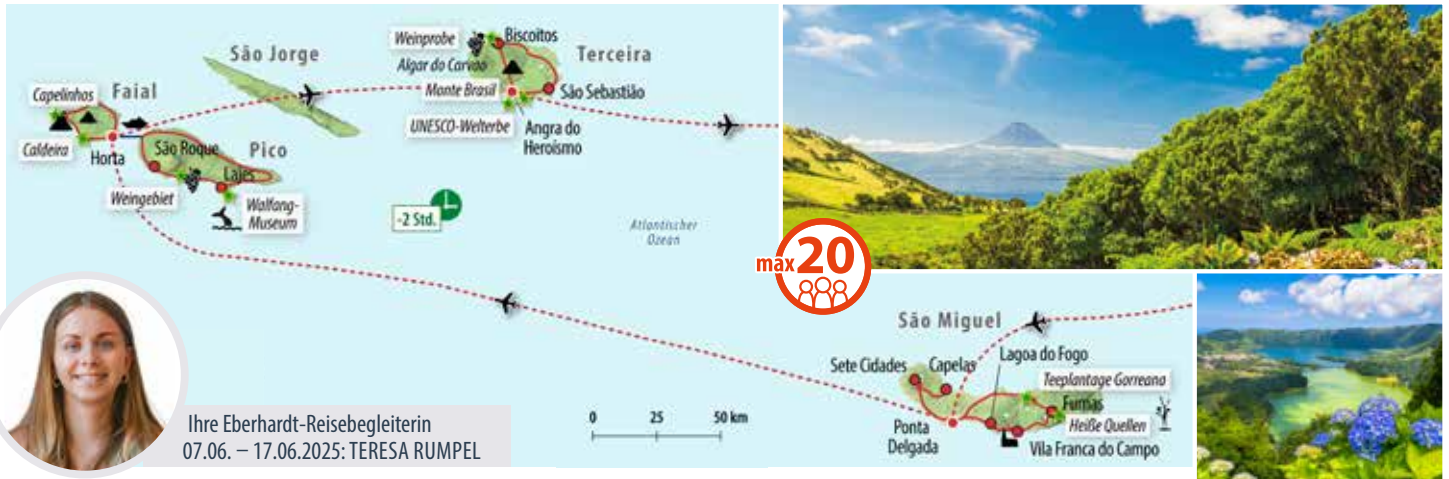 São Jorge
Weinprobe
Biscoitos
Terceira
Algar do Carvão
Capelinhos
Faial
Monte Brasil
São Sebastião
UNESCO-Welterbe
Angra do
Heroísmo
Caldeira
Horta
São Roque
Pico
Lajes
Weingebiet
Walfang-
Museum
-2 Std.
Atlantischer
Ozean
max 20
São Miguel
Lagoa do Fogo
Sete Cidades
Capelas
Teeplantage Gorreana
Furnas
Heiße Quellen
Ponta
Delgada
Vila Franca do Campo
0 25 50 km
Ihre Eberhardt-Reisebegleiterin
07.06. – 17.06.2025: TERESA RUMPEL